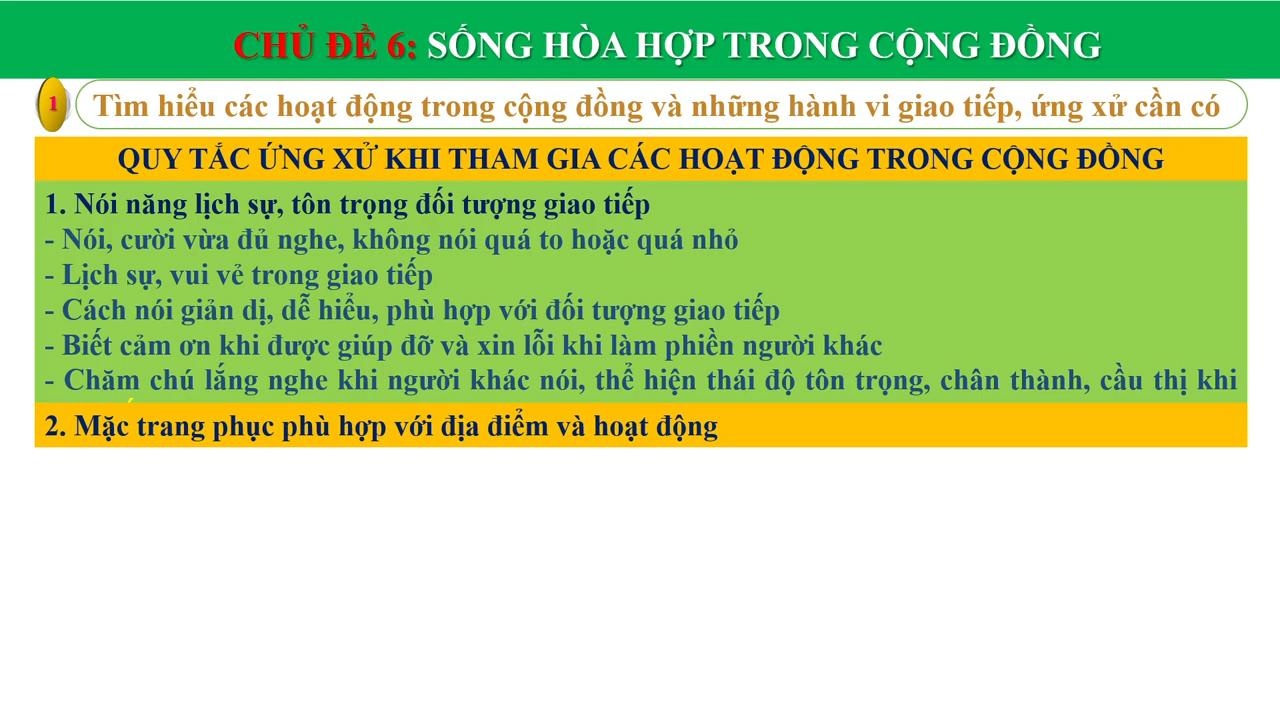 CHỦ ĐỀ 6: SỐNG HÒA HỢP TRONG CỘNG ĐỒNG
1
Tìm hiểu các hoạt động trong cộng đồng và những hành vi giao tiếp, ứng xử cần có
QUY TẮC ỨNG XỬ KHI THAM GIA CÁC HOẠT ĐỘNG TRONG CỘNG ĐỒNG
1. Nói năng lịch sự, tôn trọng đối tượng giao tiếp
- Nói, cười vừa đủ nghe, không nói quá to hoặc quá nhỏ
- Lịch sự, vui vẻ trong giao tiếp
- Cách nói giản dị, dễ hiểu, phù hợp với đối tượng giao tiếp
- Biết cảm ơn khi được giúp đỡ và xin lỗi khi làm phiền người khác
- Chăm chú lắng nghe khi người khác nói, thể hiện thái độ tôn trọng, chân thành, cầu thị khi
2. Mặc trang phục phù hợp với địa điểm và hoạt động